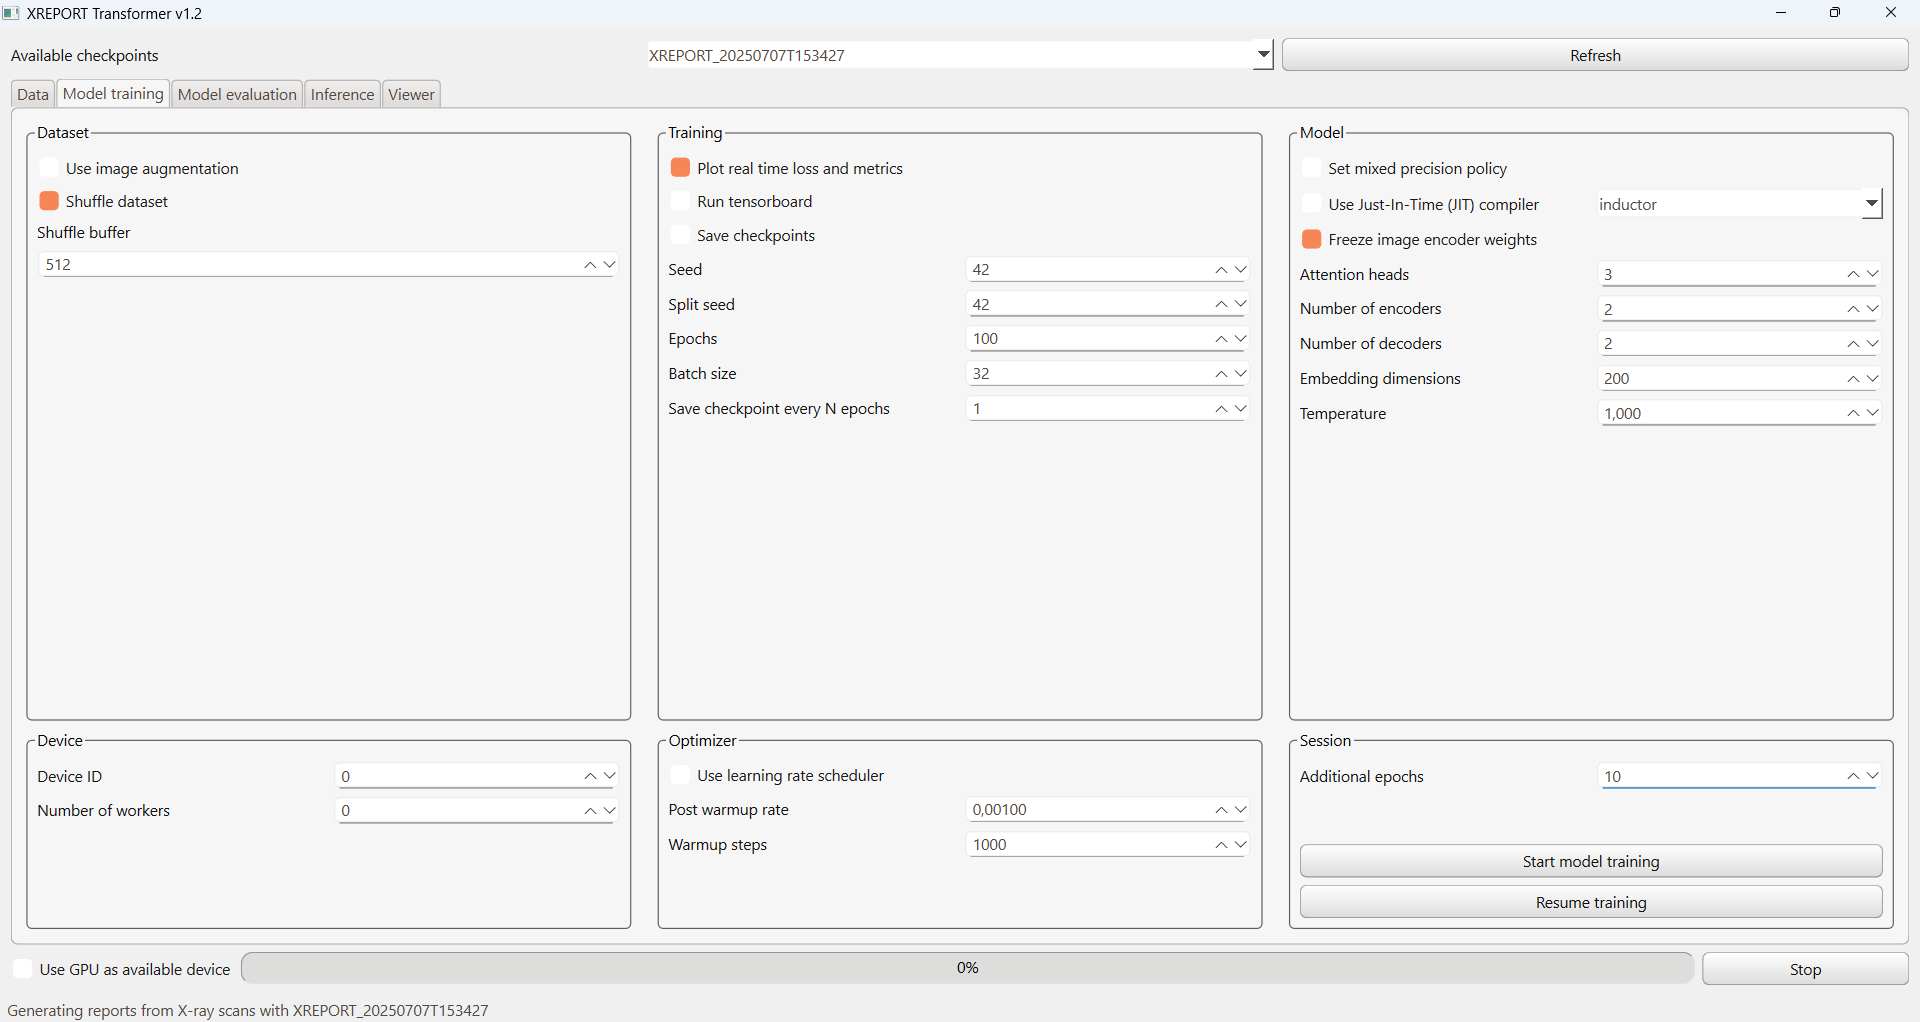 XREPORT Transformer v1.2
Available checkpoints
XREPORT_20250707T153427
Refresh
Data
Model training
Model evaluation
Inference
Viewer
Dataset
Use image augmentation
Shuffle dataset
Shuffle buffer
512
Training
Plot real time loss and metrics
Run tensorboard
Save checkpoints
Seed
42
Split seed
42
Epochs
100
Batch size
32
Save checkpoint every N epochs
1
Model
Set mixed precision policy
Use Just-In-Time (JIT) compiler
inductor
Freeze image encoder weights
Attention heads
3
Number of encoders
2
Number of decoders
2
Embedding dimensions
200
Temperature
1,000
Device
Device ID
0
Number of workers
0
Optimizer
Use learning rate scheduler
Post warmup rate
0,00100
Warmup steps
1000
Session
Additional epochs
10
Start model training
Resume training
Use GPU as available device
0%
Stop
Generating reports from X-ray scans with XREPORT_20250707T153427